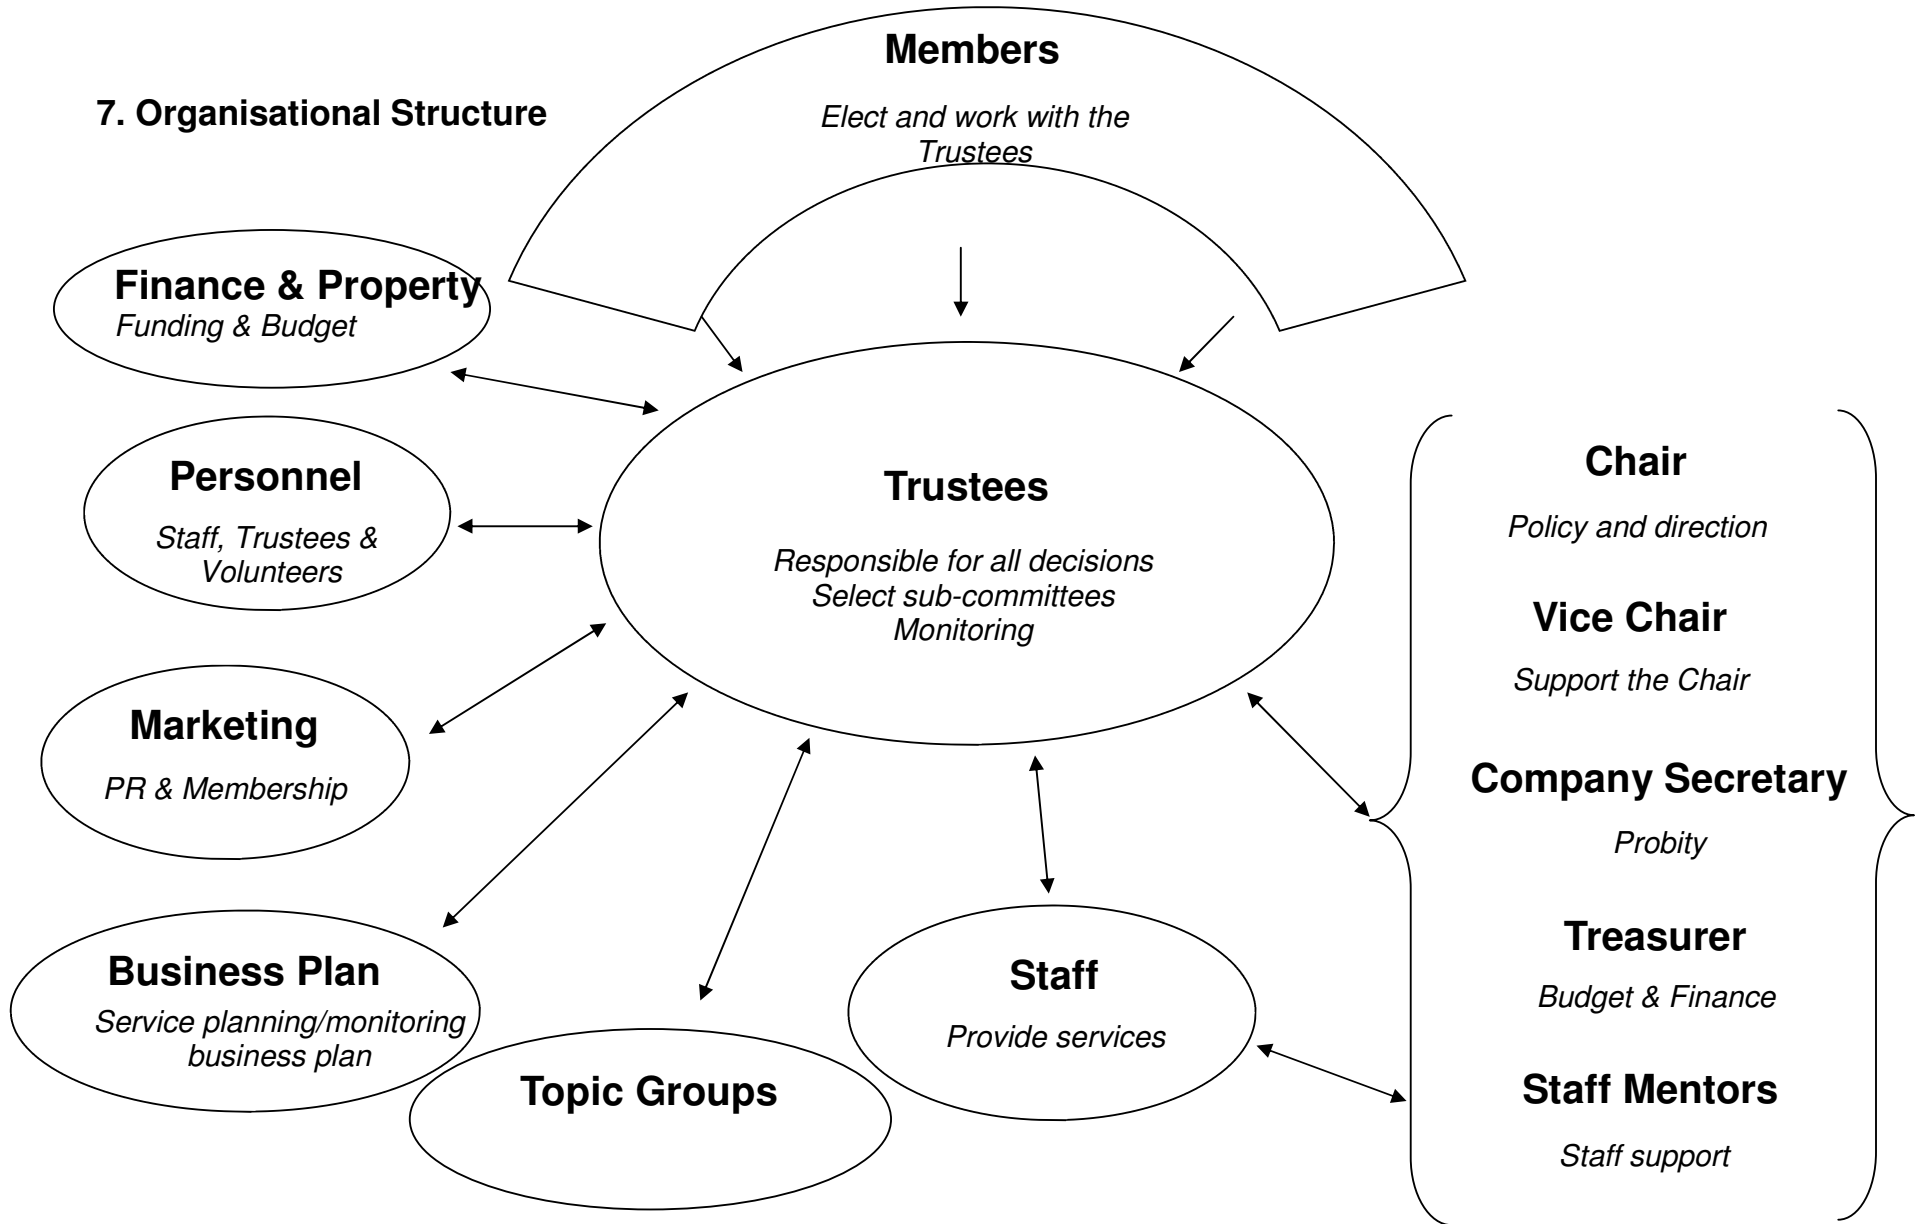 7. Organisational Structure
Members
Elect and work with the
Trustees
Finance & Property
Funding & Budget
Personnel
Staff, Trustees &
Volunteers
Marketing
PR & Membership
Business Plan
Service planning/monitoring
business plan
Topic Groups
Trustees
Responsible for all decisions
Select sub-committees
Monitoring
Staff
Provide services
Chair
Policy and direction
Vice Chair
Support the Chair
Company Secretary
Probity
Treasurer
Budget & Finance
Staff Mentors
Staff support